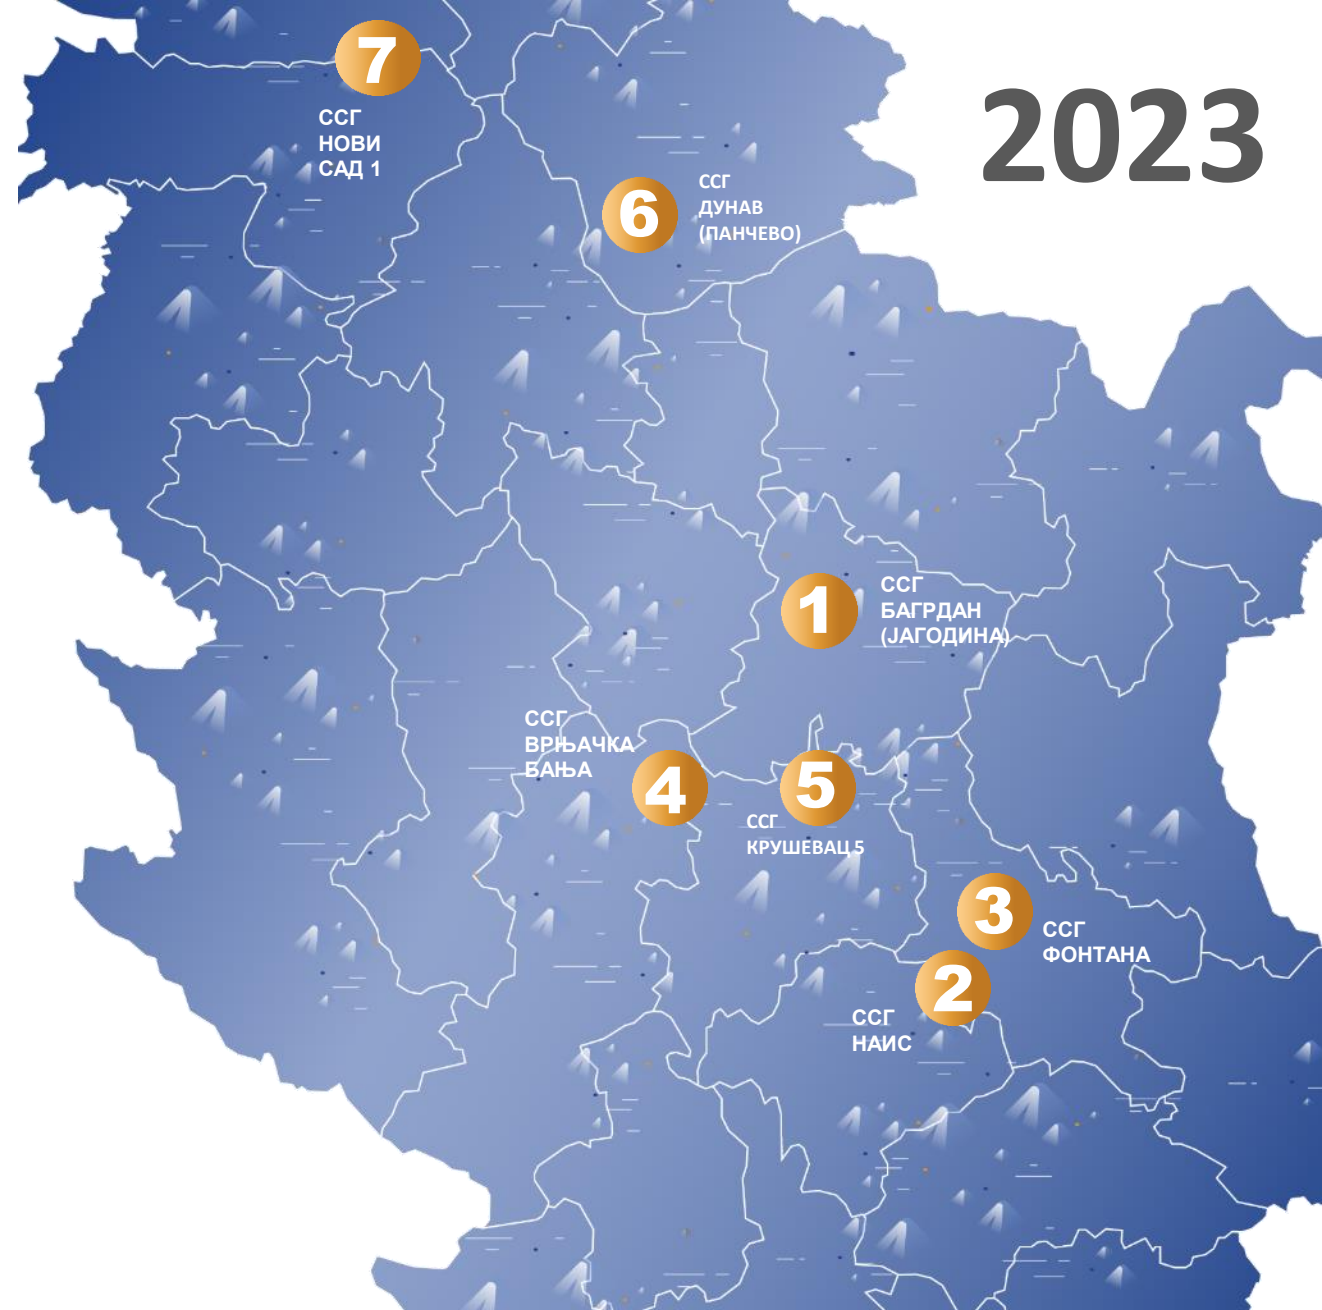 2023
7
ССГ
НОВИ
САД 1
6
ССГ
ДУНАВ
(ПАНЧЕВО)
1
ССГ
БАГРДАН
(ЈАГОДИНА)
ССГ
ВРЊАЧКА
БАЊА
4
5
ССГ
КРУШЕВАЦ 5
3
ССГ
ФОНТАНА
2
ССГ
НАИС